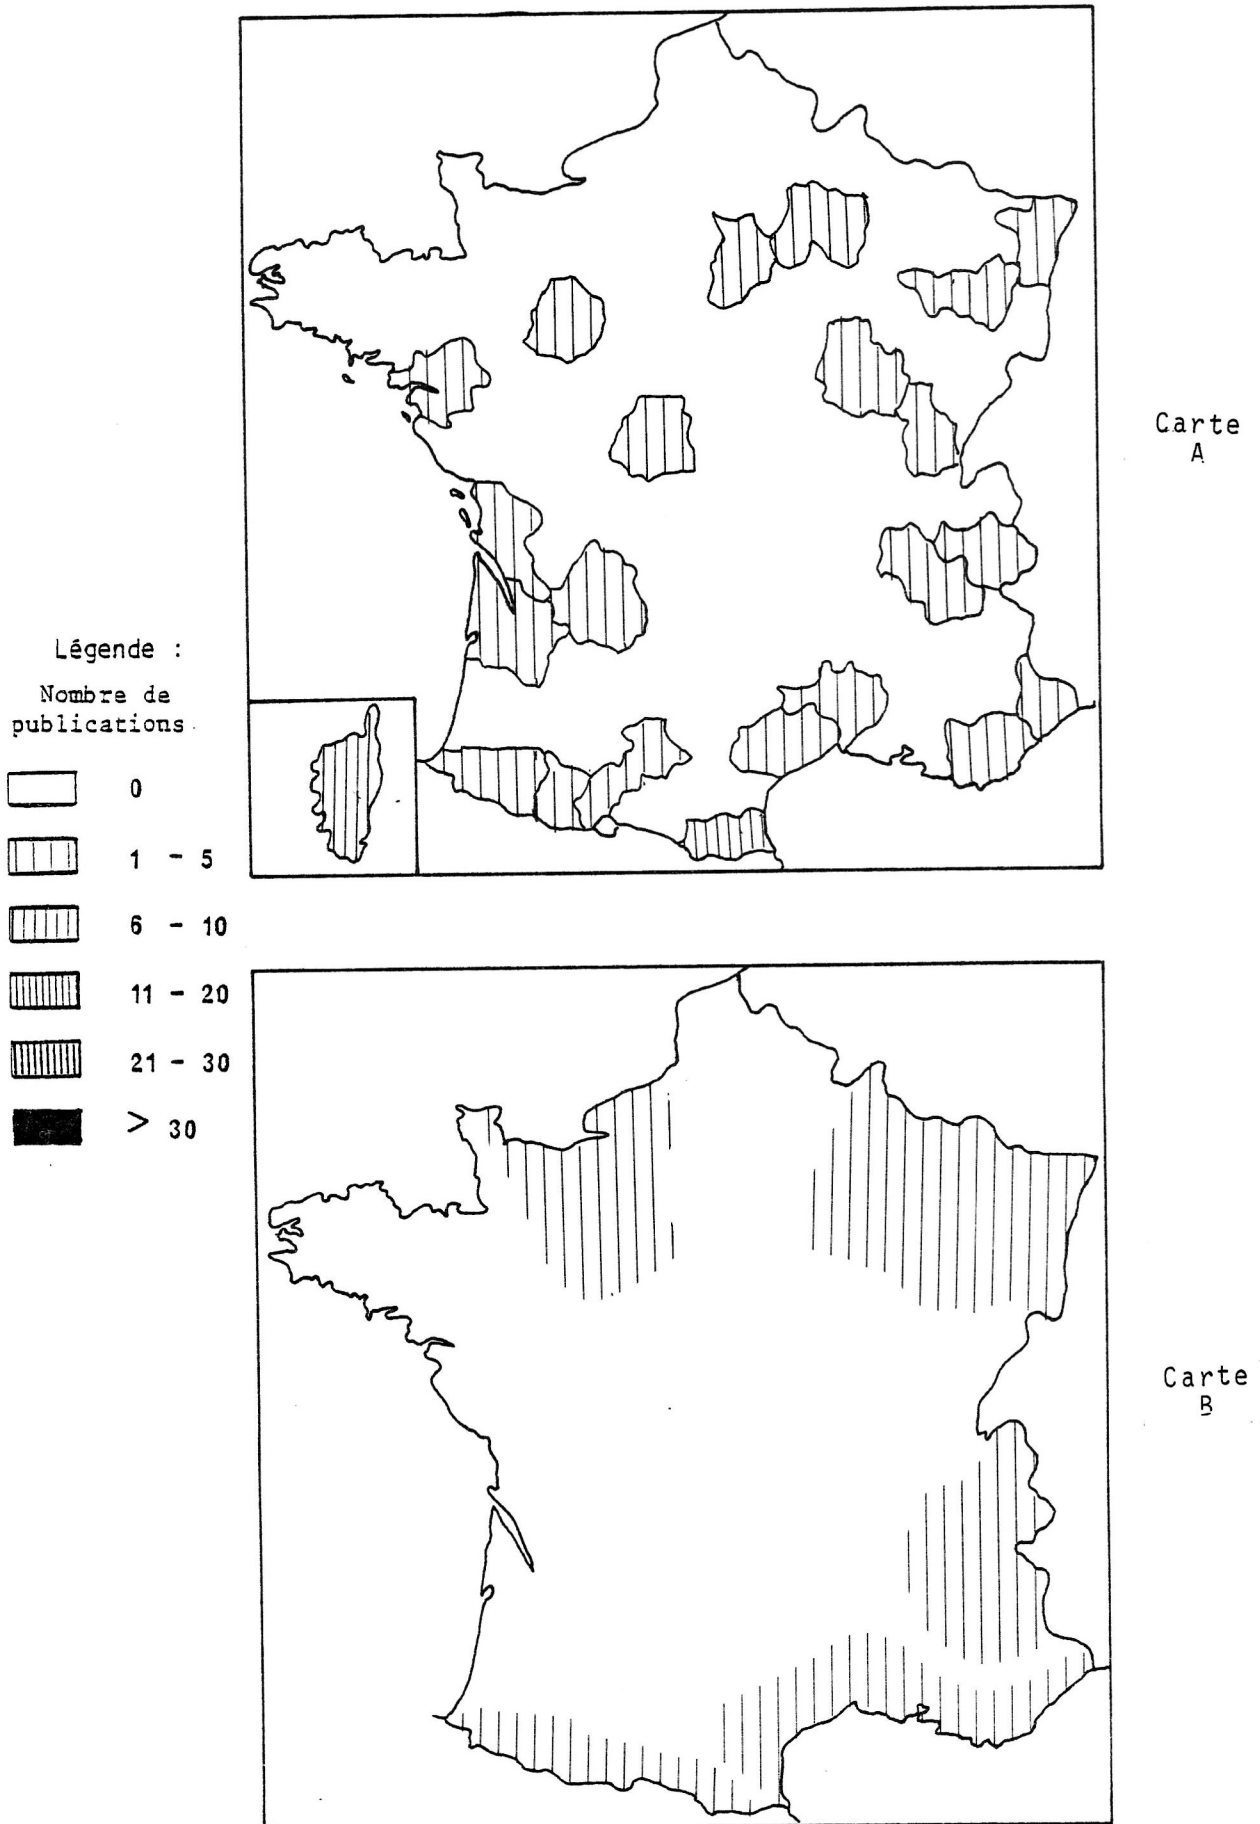 Carte
A
Légende :
Nombre de
publications
0
1 - 5
6 - 10
11 - 20
21 - 30
> 30
Carte
B